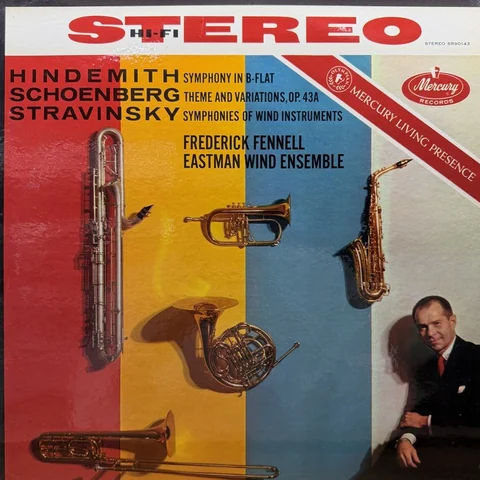 STEREO
HI-FI
STEREO SR90143
HINDEMITH SYMPHONY IN B-FLAT
SCHOENBERG THEME AND VARIATIONS, OP. 43A
STRAVINSKY SYMPHONIES OF WIND INSTRUMENTS
FREDERICK FENNELL
EASTMAN WIND ENSEMBLE
MERCURY LIVING PRESENCE
Mercury
RECORDS